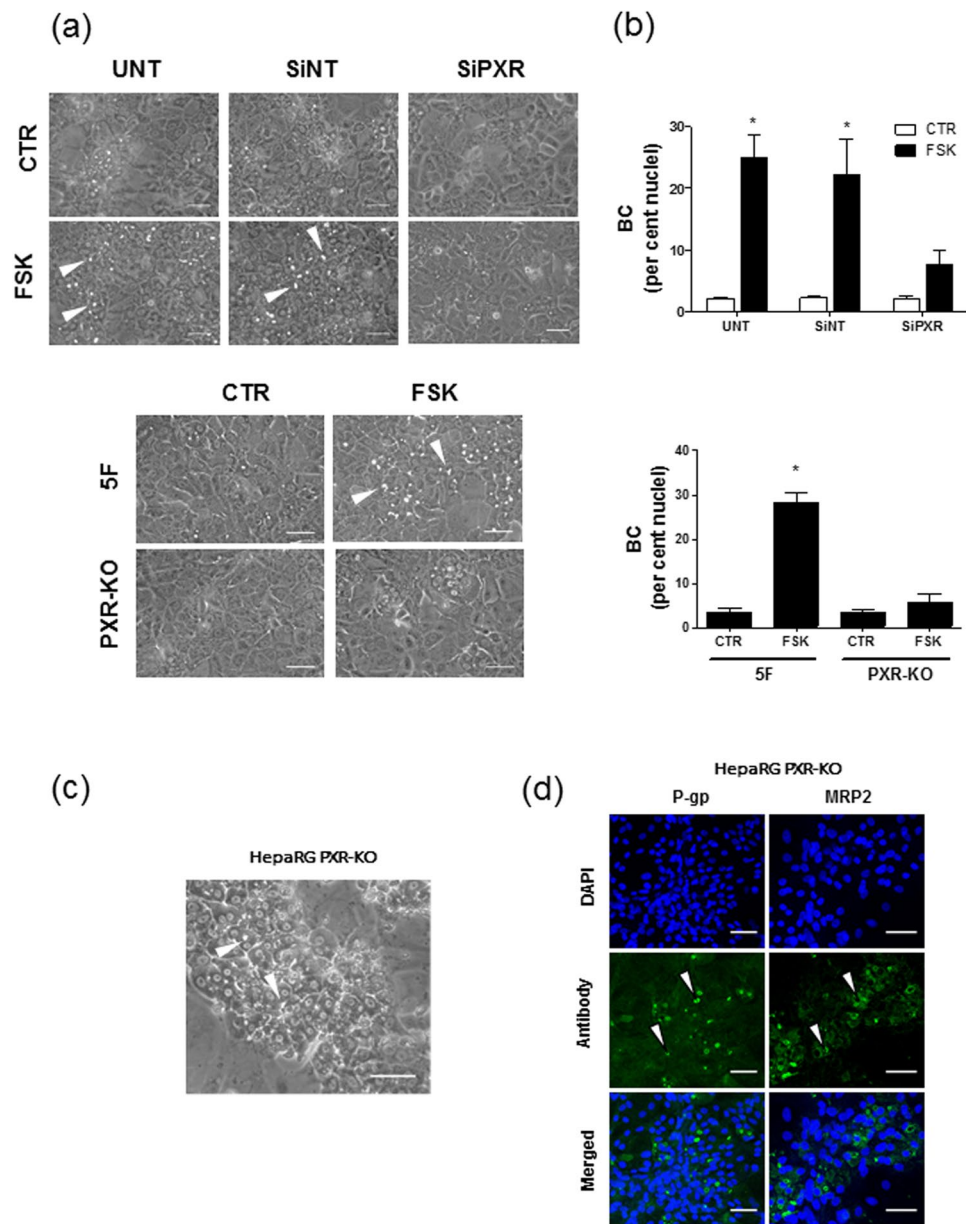 (a)
UNT SiNT SiPXR
CTR
FSK
CTR FSK
5F
PXR-KO
(b)
30
20
10
0
BC
(per cent nuclei)
* *
CTR
FSK
UNT SiNT SiPXR
40
30
20
10
0
BC
(per cent nuclei)
*
CTR FSK CTR FSK
5F PXR-KO
(c)
HepaRG PXR-KO
(d)
HepaRG PXR-KO
P-gp MRP2
DAPI
Antibody
Merged